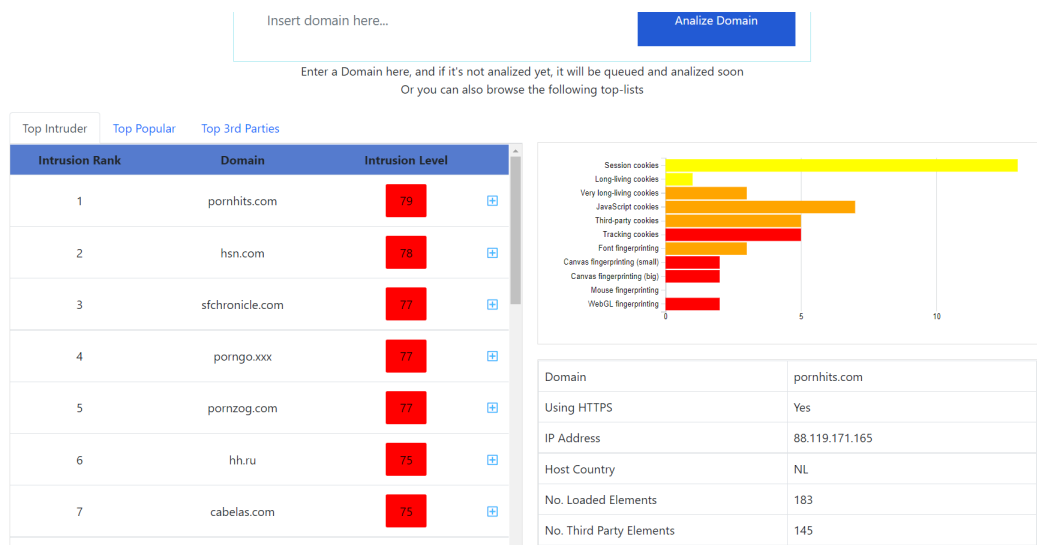 Insert domain here...
Analize Domain
Enter a Domain here, and if it's not analized yet, it will be queued and analized soon
Or you can also browse the following top-lists
Top Intruder Top Popular Top 3rd Parties
Intrusion Rank Domain Intrusion Level
1 pornhits.com 79
2 hsn.com 78
3 sfchronicle.com 77
4 porngo.xxx 77
5 pornzog.com 77
6 hh.ru 75
7 cabelas.com 75
Session cookies
Long-living cookies
Very long-living cookies
JavaScript cookies
Third-party cookies
Tracking cookies
Font fingerprinting
Canvas fingerprinting (small)
Canvas fingerprinting (big)
Mouse fingerprinting
WebGL fingerprinting
0 5 10
Domain pornhits.com
Using HTTPS Yes
IP Address 88.119.171.165
Host Country NL
No. Loaded Elements 183
No. Third Party Elements 145